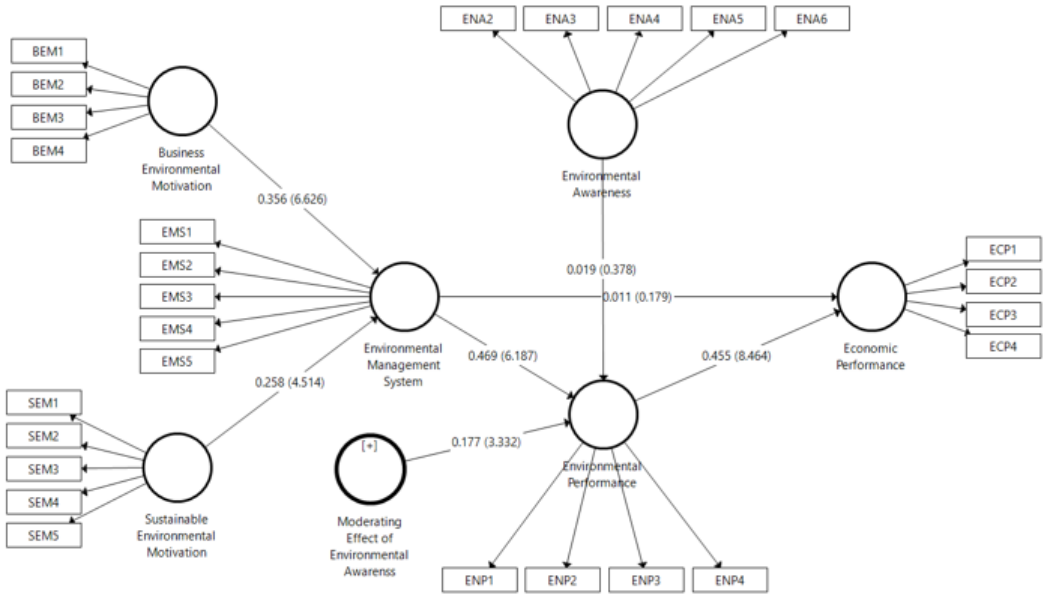 ENA2
ENA3
ENA4
ENA5
ENA6
BEM1
BEM2
BEM3
BEM4
Business
Environmental
Motivation
Environmental
Awareness
0.356 (6.626)
EMS1
EMS2
EMS3
EMS4
EMS5
0.019 (0.378)
0.011 (0.179)
ECP1
ECP2
ECP3
ECP4
Environmental
Management
System
0.469 (6.187)
0.455 (8.464)
Economic
Performance
0.258 (4.514)
SEM1
SEM2
SEM3
SEM4
SEM5
Sustainable
Environmental
Motivation
[+]
0.177 (3.332)
Moderating
Effect of
Environmental
Awarenss
Environmental
Performance
ENP1
ENP2
ENP3
ENP4